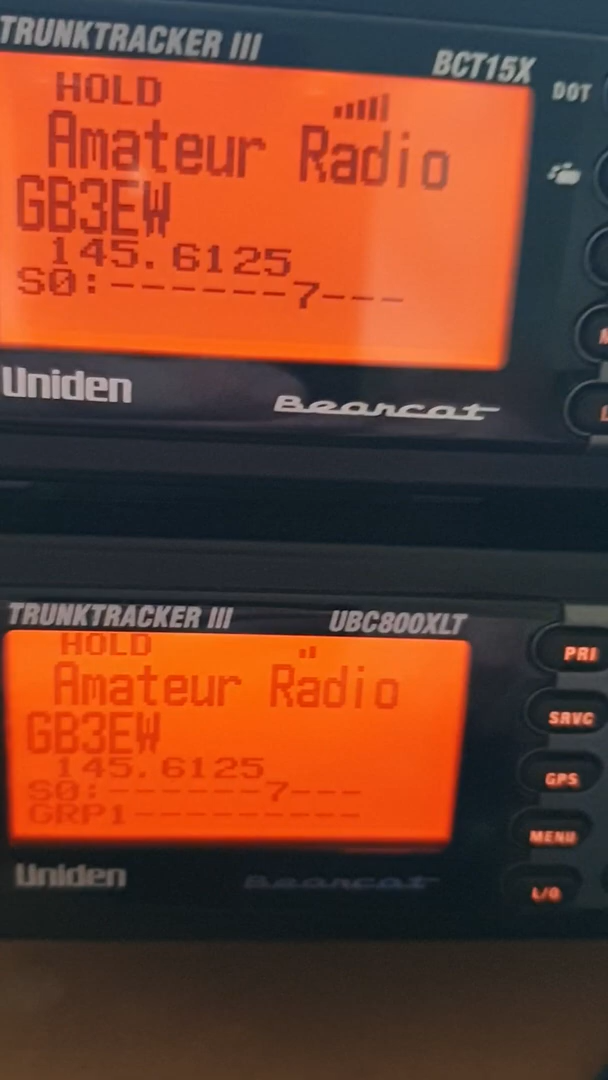 TRUNKTRACKER III
BCT15X
HOLD
DOT
Amateur Radio
GB3EW
145.6125
S0:------7---
Uniden
Bearcat
TRUNKTRACKER III
UBC800XLT
HOLD
PRI
Amateur Radio
GB3EW
SRVC
145.6125
S0:------7---
GPS
GRP1----------
MENU
Uniden
Bearcat
L/O